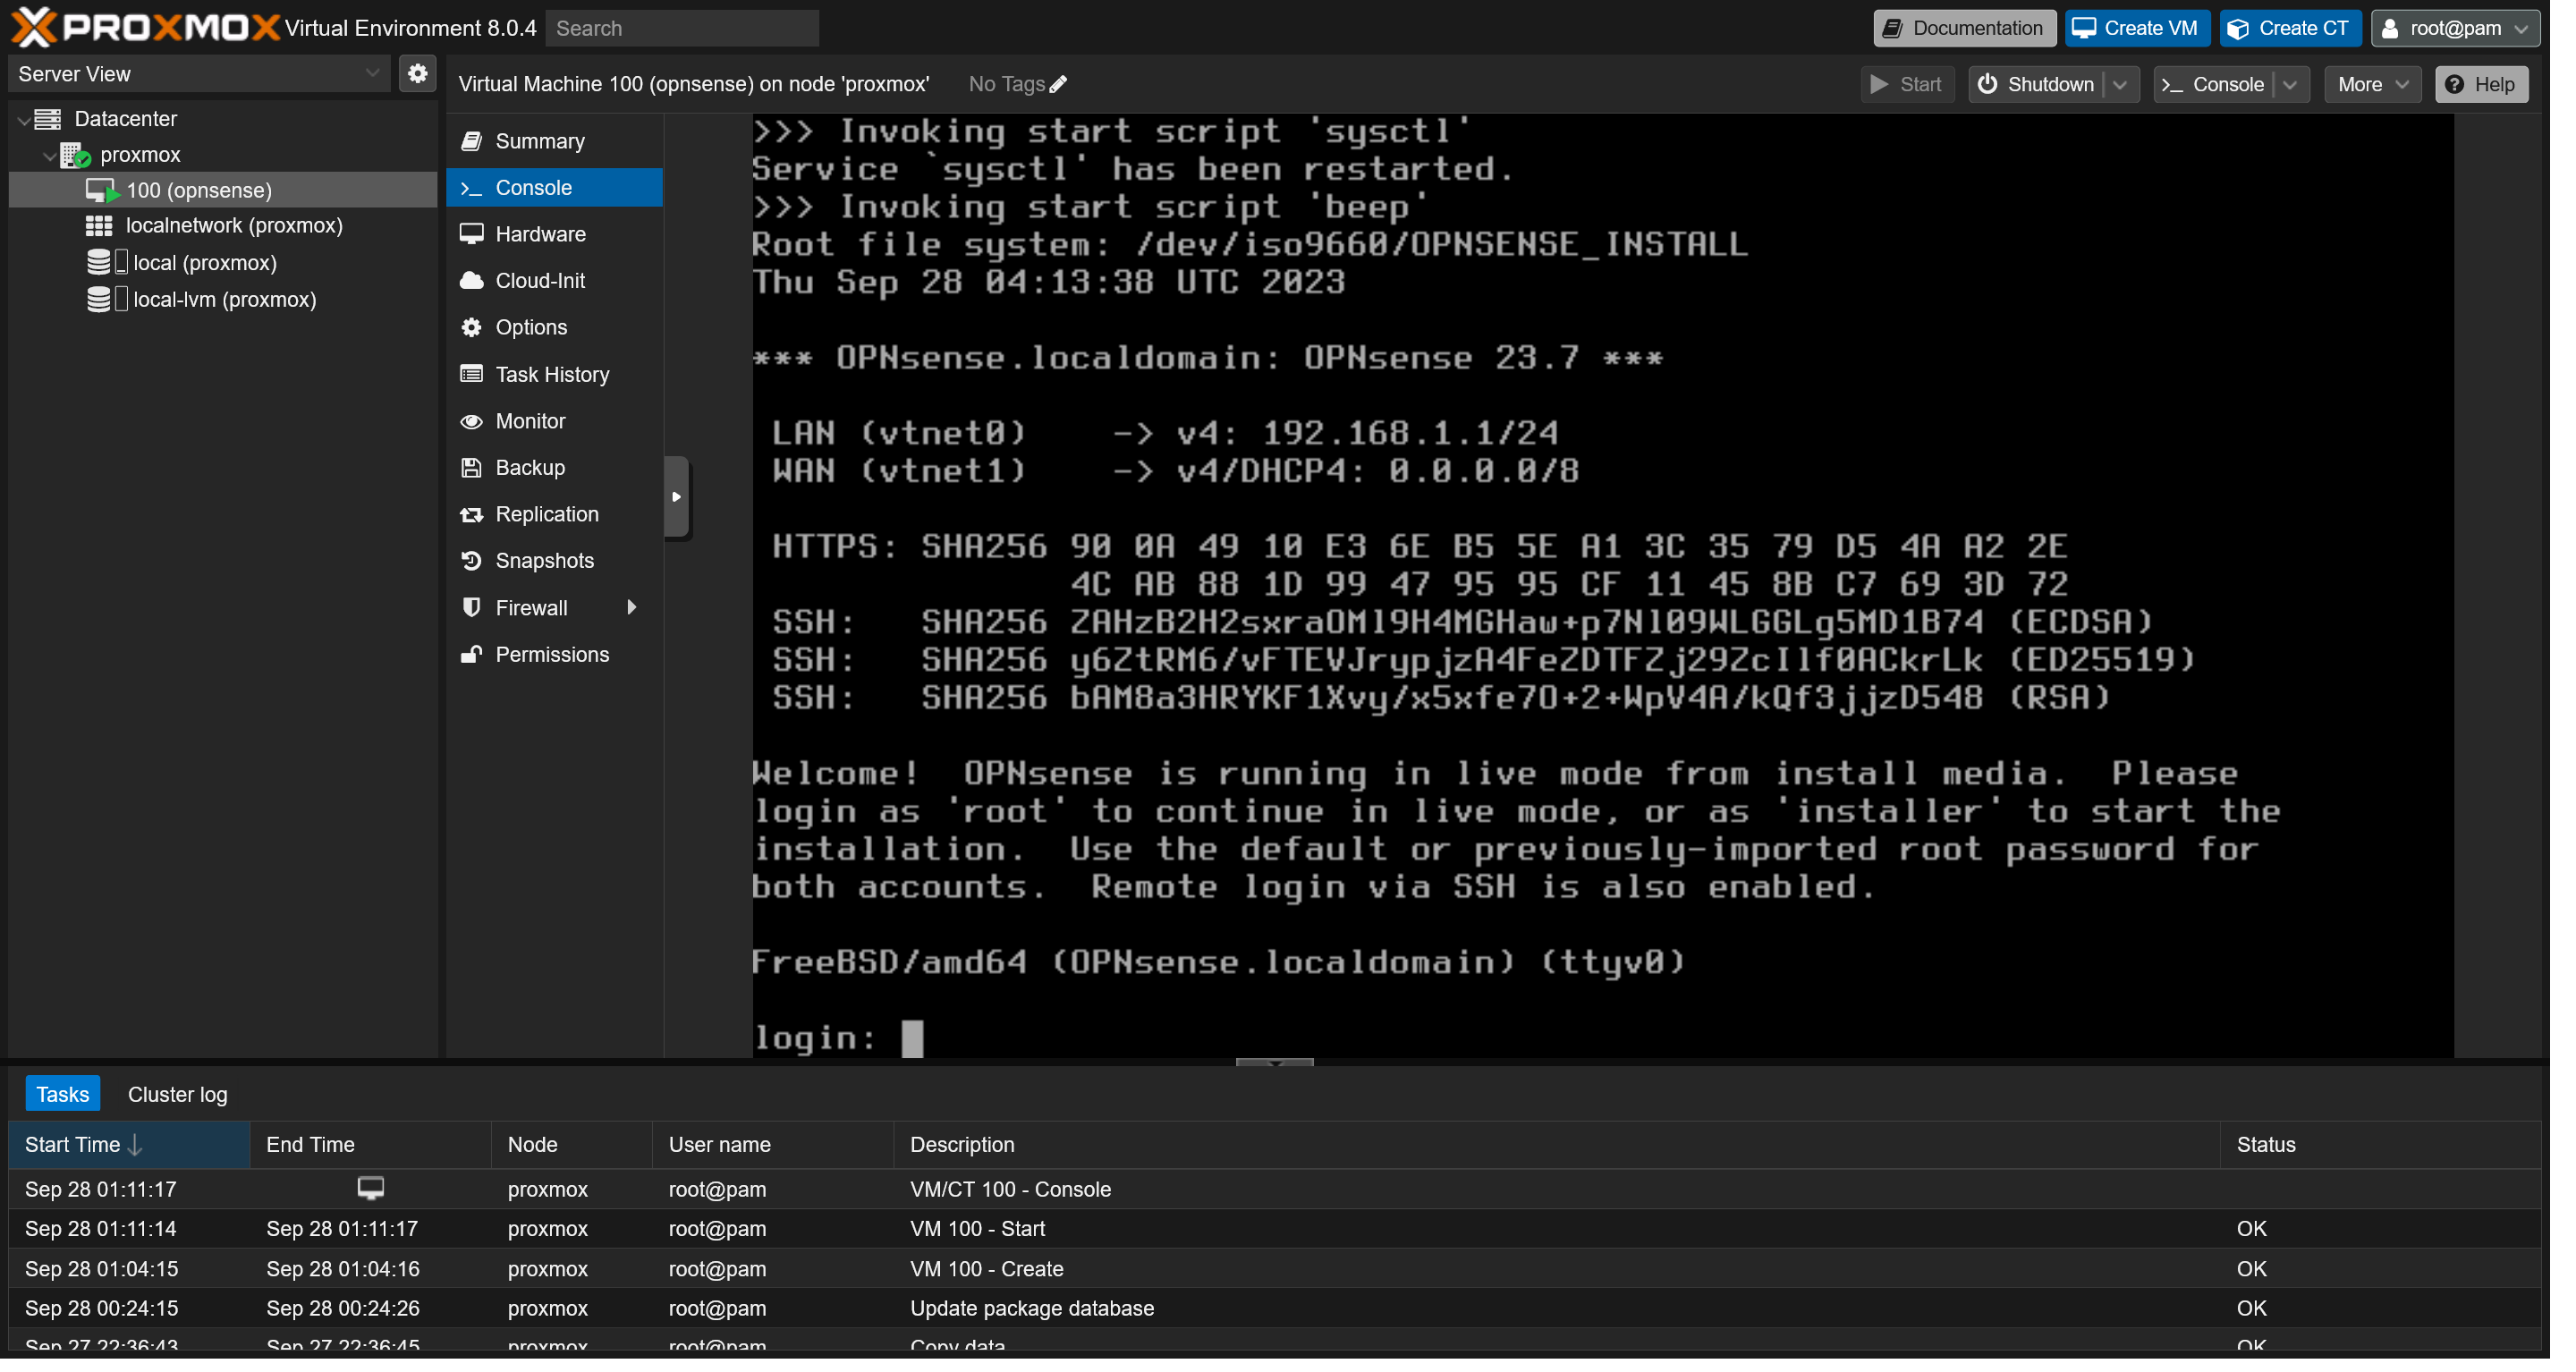 PROXMOX Virtual Environment 8.0.4 Search Documentation Create VM Create CT root@pam
Server View
Virtual Machine 100 (opnsense) on node 'proxmox' No Tags Start Shutdown Console More Help
Datacenter
proxmox
100 (opnsense)
localnetwork (proxmox)
local (proxmox)
local-lvm (proxmox)
Summary
Console
Hardware
Cloud-Init
Options
Task History
Monitor
Backup
Replication
Snapshots
Firewall
Permissions
>>> Invoking start script 'sysctl'
Service `sysctl' has been restarted.
>>> Invoking start script 'beep'
Root file system: /dev/iso9660/OPNSENSE_INSTALL
Thu Sep 28 04:13:38 UTC 2023
*** OPNsense.localdomain: OPNsense 23.7 ***
LAN (vtnet0) -> v4: 192.168.1.1/24
WAN (vtnet1) -> v4/DHCP4: 0.0.0.0/8
HTTPS: SHA256 90 0A 49 10 E3 6E B5 5E A1 3C 35 79 D5 4A A2 2E
4C AB 88 1D 99 47 95 95 CF 11 45 8B C7 69 3D 72
SSH: SHA256 ZAHzB2H2sxraOMl9H4MGHaw+p7Nl09WLGGLg5MD1B74 (ECDSA)
SSH: SHA256 y6ZtRM6/vFTEVJrypjzA4FeZDTFZj29ZcIlf0ACkrLk (ED25519)
SSH: SHA256 bAM8a3HRYKF1Xvy/x5xfe7O+2+WpV4A/kQf3jjzD548 (RSA)
Welcome! OPNsense is running in live mode from install media. Please
login as 'root' to continue in live mode, or as 'installer' to start the
installation. Use the default or previously-imported root password for
both accounts. Remote login via SSH is also enabled.
FreeBSD/amd64 (OPNsense.localdomain) (ttyv0)
login:
Tasks Cluster log
Start Time End Time Node User name Description Status
Sep 28 01:11:17 proxmox root@pam VM/CT 100 - Console
Sep 28 01:11:14 Sep 28 01:11:17 proxmox root@pam VM 100 - Start OK
Sep 28 01:04:15 Sep 28 01:04:16 proxmox root@pam VM 100 - Create OK
Sep 28 00:24:15 Sep 28 00:24:26 proxmox root@pam Update package database OK
Sep 27 22:36:43 Sep 27 22:36:45 proxmox root@pam Copy data OK